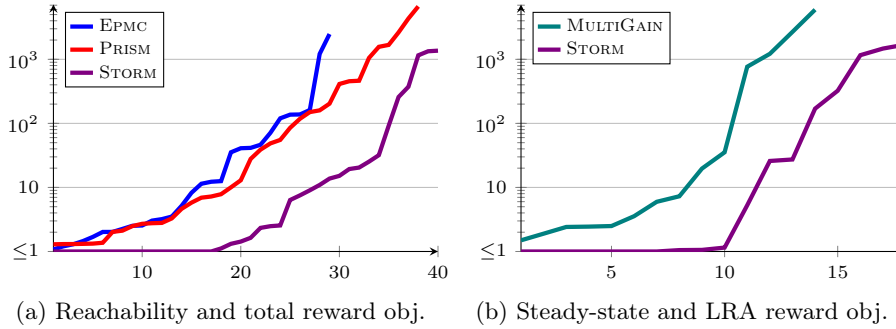 EPMC
PRISM
STORM
10³
10²
10
≤1
10 20 30 40
(a) Reachability and total reward obj.
MULTIGAIN
STORM
10³
10²
10
≤1
5 10 15
(b) Steady-state and LRA reward obj.